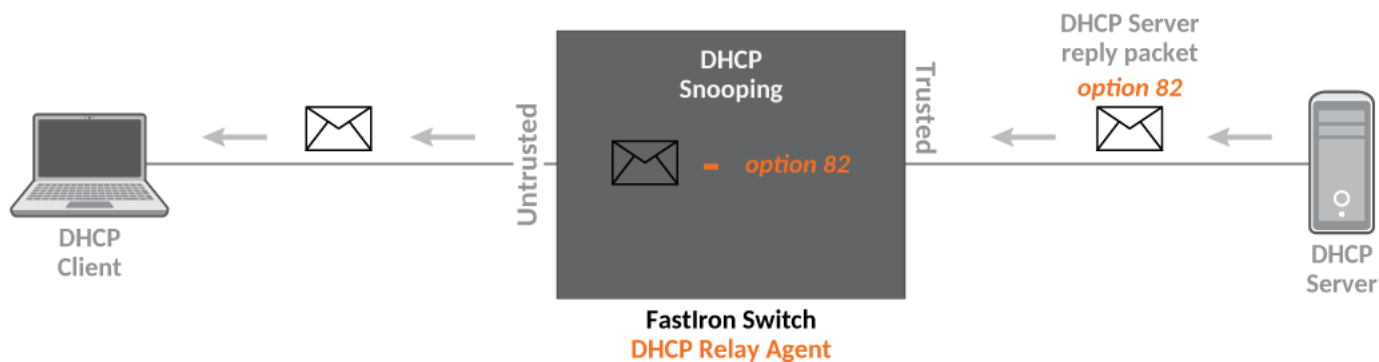 DHCP Server
reply packet
option 82
DHCP
Snooping
Trusted
Untrusted
- option 82
DHCP
Client
DHCP
Server
FastIron Switch
DHCP Relay Agent